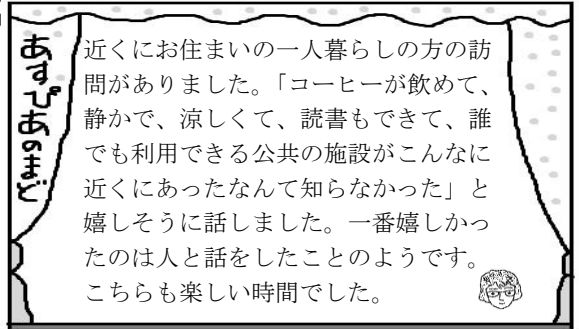 あすぴあのまど
近くにお住まいの一人暮らしの方の訪
問がありました。「コーヒーが飲めて、
静かで、涼しくて、読書もできて、誰
でも利用できる公共の施設がこんなに
近くにあったなんて知らなかった」と
嬉しそうに話しました。一番嬉しかっ
たのは人と話をしたことのようです。
こちらも楽しい時間でした。